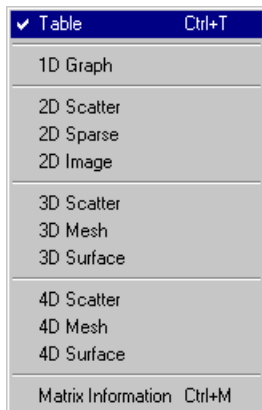 Table Ctrl+T
1D Graph
2D Scatter
2D Sparse
2D Image
3D Scatter
3D Mesh
3D Surface
4D Scatter
4D Mesh
4D Surface
Matrix Information Ctrl+M